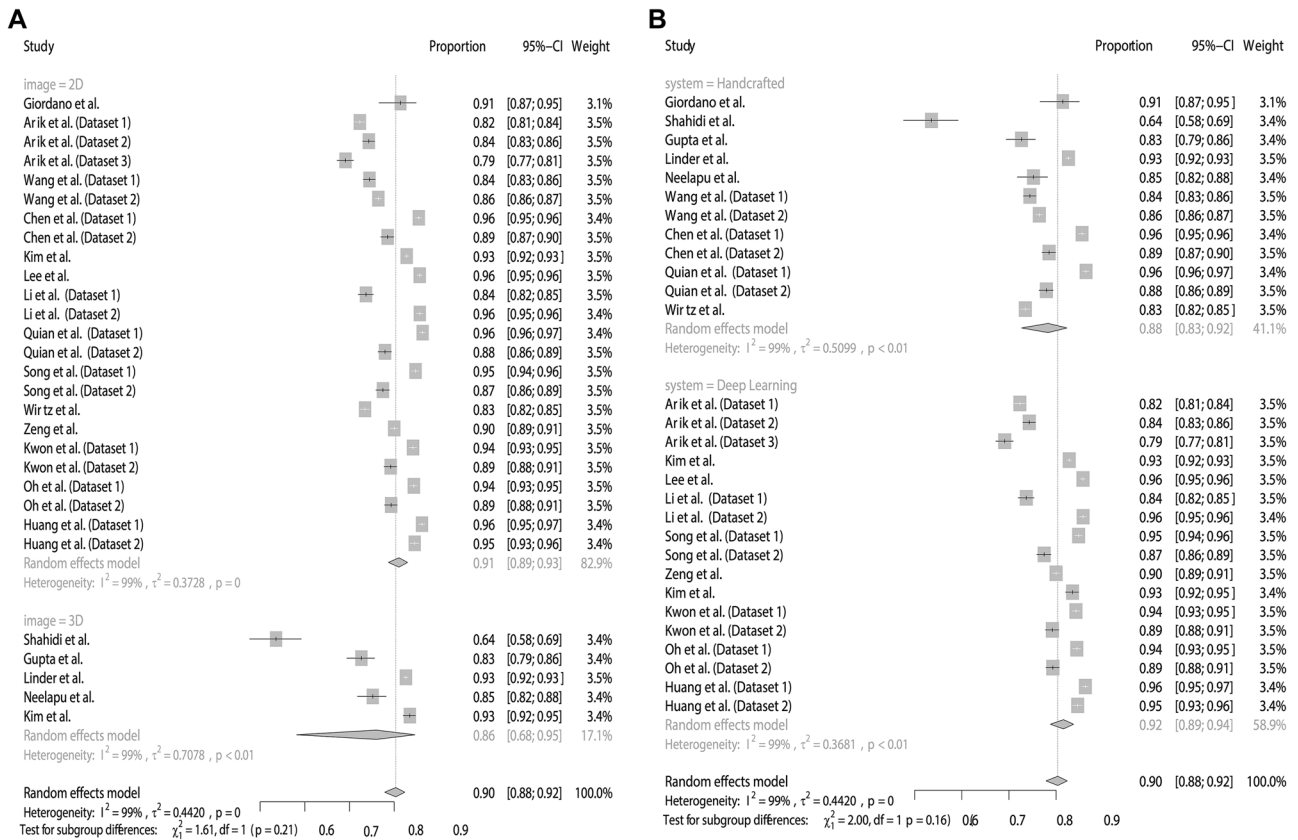 A
Study Proportion 95%−CI Weight
image = 2D
Giordano et al. 0.91 [0.87; 0.95] 3.1%
Arik et al. (Dataset 1) 0.82 [0.81; 0.84] 3.5%
Arik et al. (Dataset 2) 0.84 [0.83; 0.86] 3.5%
Arik et al. (Dataset 3) 0.79 [0.77; 0.81] 3.5%
Wang et al. (Dataset 1) 0.84 [0.83; 0.86] 3.5%
Wang et al. (Dataset 2) 0.86 [0.86; 0.87] 3.5%
Chen et al. (Dataset 1) 0.96 [0.95; 0.96] 3.4%
Chen et al. (Dataset 2) 0.89 [0.87; 0.90] 3.5%
Kim et al. 0.93 [0.92; 0.93] 3.5%
Lee et al. 0.96 [0.95; 0.96] 3.5%
Li et al. (Dataset 1) 0.84 [0.82; 0.85] 3.5%
Li et al. (Dataset 2) 0.96 [0.95; 0.96] 3.5%
Quian et al. (Dataset 1) 0.96 [0.96; 0.97] 3.5%
Quian et al. (Dataset 2) 0.88 [0.86; 0.89] 3.5%
Song et al. (Dataset 1) 0.95 [0.94; 0.96] 3.5%
Song et al. (Dataset 2) 0.87 [0.86; 0.89] 3.5%
Wirtz et al. 0.83 [0.82; 0.85] 3.5%
Zeng et al. 0.90 [0.89; 0.91] 3.5%
Kwon et al. (Dataset 1) 0.94 [0.93; 0.95] 3.5%
Kwon et al. (Dataset 2) 0.89 [0.88; 0.91] 3.5%
Oh et al. (Dataset 1) 0.94 [0.93; 0.95] 3.5%
Oh et al. (Dataset 2) 0.89 [0.88; 0.91] 3.5%
Huang et al. (Dataset 1) 0.96 [0.95; 0.97] 3.4%
Huang et al. (Dataset 2) 0.95 [0.93; 0.96] 3.4%
Random effects model 0.91 [0.89; 0.93] 82.9%
Heterogeneity: I² = 99% , τ² = 0.3728 , p = 0
image = 3D
Shahidi et al. 0.64 [0.58; 0.69] 3.4%
Gupta et al. 0.83 [0.79; 0.86] 3.4%
Linder et al. 0.93 [0.92; 0.93] 3.5%
Neelapu et al. 0.85 [0.82; 0.88] 3.4%
Kim et al. 0.93 [0.92; 0.95] 3.4%
Random effects model 0.86 [0.68; 0.95] 17.1%
Heterogeneity: I² = 99% , τ² = 0.7078 , p < 0.01
Random effects model 0.90 [0.88; 0.92] 100.0%
Heterogeneity: I² = 99% , τ² = 0.4420 , p = 0
Test for subgroup differences: χ₁² = 1.61, df = 1 ( p = 0.21) 0.6 0.7 0.8 0.9
B
Study Proportion 95%−CI Weight
system = Handcrafted
Giordano et al. 0.91 [0.87; 0.95] 3.1%
Shahidi et al. 0.64 [0.58; 0.69] 3.4%
Gupta et al. 0.83 [0.79; 0.86] 3.4%
Linder et al. 0.93 [0.92; 0.93] 3.5%
Neelapu et al. 0.85 [0.82; 0.88] 3.4%
Wang et al. (Dataset 1) 0.84 [0.83; 0.86] 3.5%
Wang et al. (Dataset 2) 0.86 [0.86; 0.87] 3.5%
Chen et al. (Dataset 1) 0.96 [0.95; 0.96] 3.4%
Chen et al. (Dataset 2) 0.89 [0.87; 0.90] 3.5%
Quian et al. (Dataset 1) 0.96 [0.96; 0.97] 3.4%
Quian et al. (Dataset 2) 0.88 [0.86; 0.89] 3.5%
Wirtz et al. 0.83 [0.82; 0.85] 3.5%
Random effects model 0.88 [0.83; 0.92] 41.1%
Heterogeneity: I² = 99% , τ² = 0.5099 , p < 0.01
system = Deep Learning
Arik et al. (Dataset 1) 0.82 [0.81; 0.84] 3.5%
Arik et al. (Dataset 2) 0.84 [0.83; 0.86] 3.5%
Arik et al. (Dataset 3) 0.79 [0.77; 0.81] 3.5%
Kim et al. 0.93 [0.92; 0.93] 3.5%
Lee et al. 0.96 [0.95; 0.96] 3.5%
Li et al. (Dataset 1) 0.84 [0.82; 0.85] 3.5%
Li et al. (Dataset 2) 0.96 [0.95; 0.96] 3.4%
Song et al. (Dataset 1) 0.95 [0.94; 0.96] 3.5%
Song et al. (Dataset 2) 0.87 [0.86; 0.89] 3.5%
Zeng et al. 0.90 [0.89; 0.91] 3.5%
Kim et al. 0.93 [0.92; 0.95] 3.4%
Kwon et al. (Dataset 1) 0.94 [0.93; 0.95] 3.5%
Kwon et al. (Dataset 2) 0.89 [0.88; 0.91] 3.5%
Oh et al. (Dataset 1) 0.94 [0.93; 0.95] 3.5%
Oh et al. (Dataset 2) 0.89 [0.88; 0.91] 3.5%
Huang et al. (Dataset 1) 0.96 [0.95; 0.97] 3.4%
Huang et al. (Dataset 2) 0.95 [0.93; 0.96] 3.4%
Random effects model 0.92 [0.89; 0.94] 58.9%
Heterogeneity: I² = 99% , τ² = 0.3681 , p < 0.01
Random effects model 0.90 [0.88; 0.92] 100.0%
Heterogeneity: I² = 99% , τ² = 0.4420 , p = 0
Test for subgroup differences: χ₁² = 2.00, df = 1 p = 0.16) 0.6 0.7 0.8 0.9